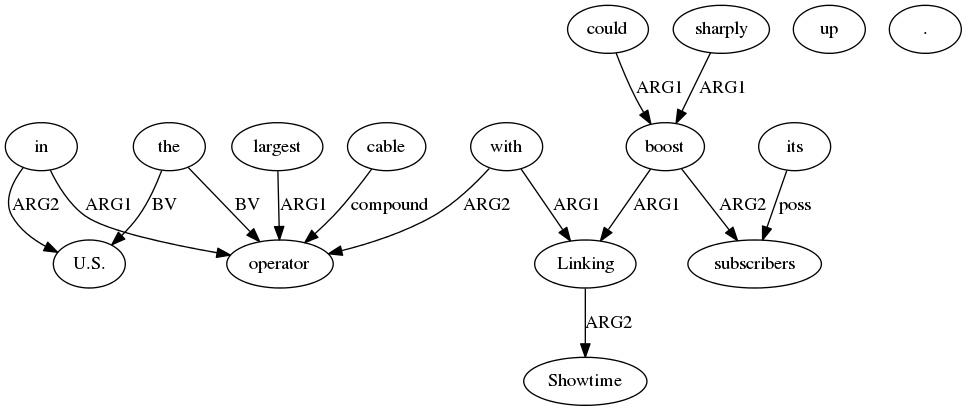 could sharply up .
ARG1 ARG1
in the largest cable with boost its
ARG2 ARG1 BV BV ARG1 compound ARG2 ARG1 ARG1 ARG2 poss
U.S. operator Linking subscribers
ARG2
Showtime